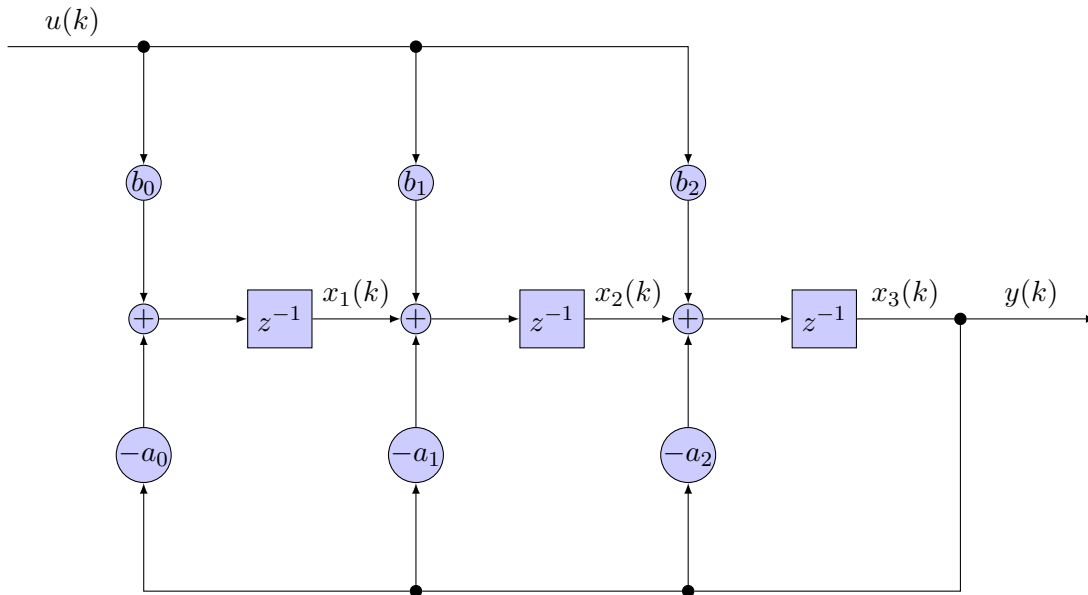 u(k)
b₀ b₁ b₂
x₁(k) x₂(k) x₃(k) y(k)
+ z⁻¹ + z⁻¹ + z⁻¹
−a₀ −a₁ −a₂